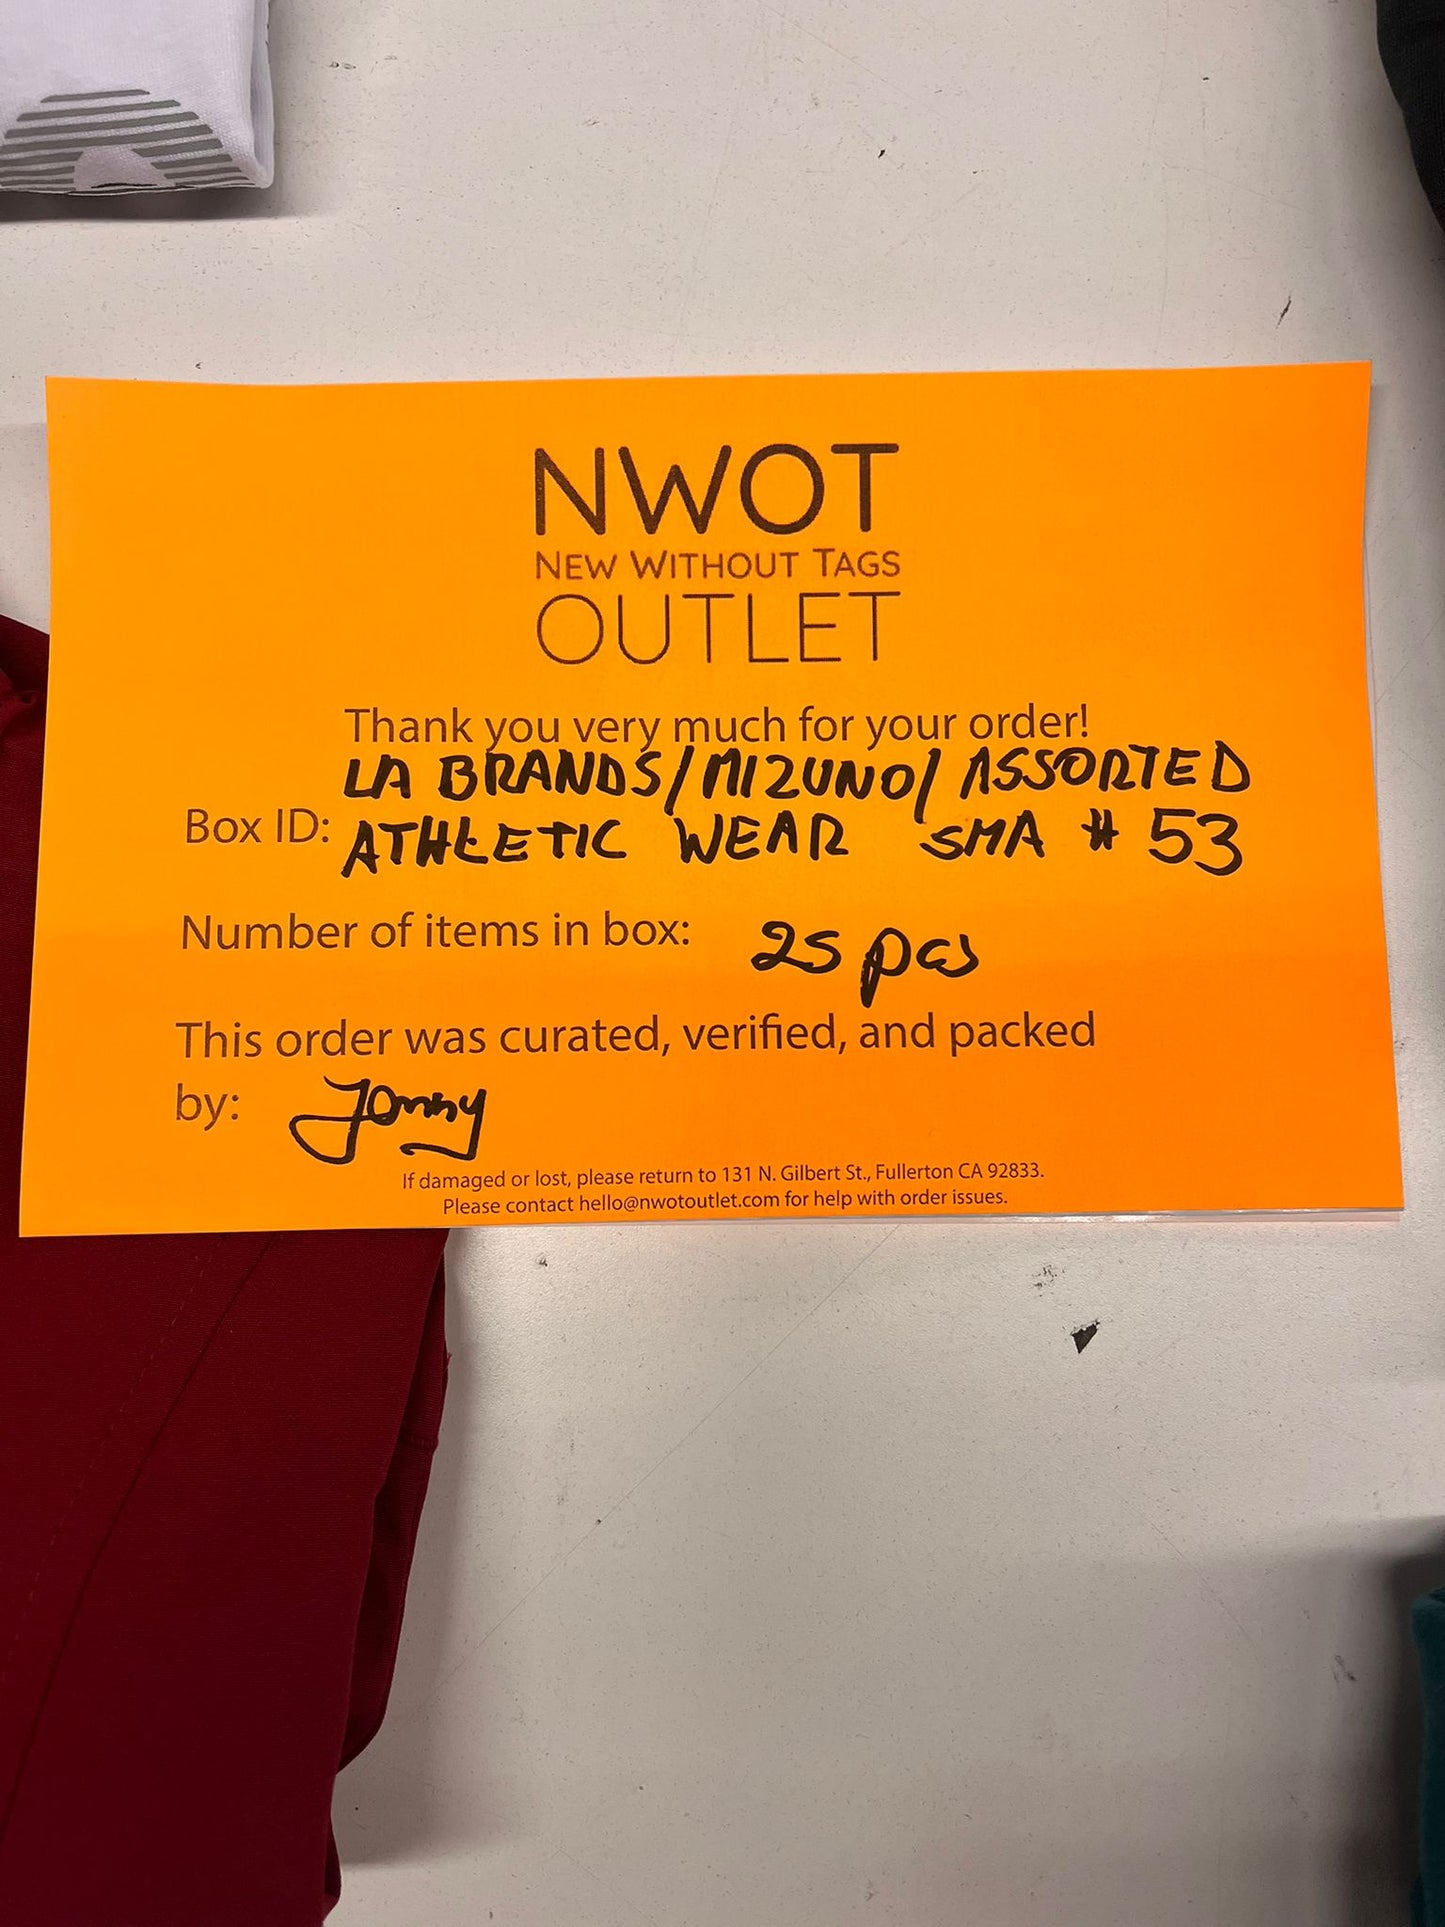 NWOT
NEW WITHOUT TAGS
OUTLET
Thank you very much for your order!
LA BRANDS/MIZUNO/ASSORTED
Box ID: ATHLETIC WEAR SMA # 53
Number of items in box: 25 pcs
This order was curated, verified, and packed
by: Jonny
If damaged or lost, please return to 131 N. Gilbert St., Fullerton CA 92833.
Please contact hello@nwotoutlet.com for help with order issues.